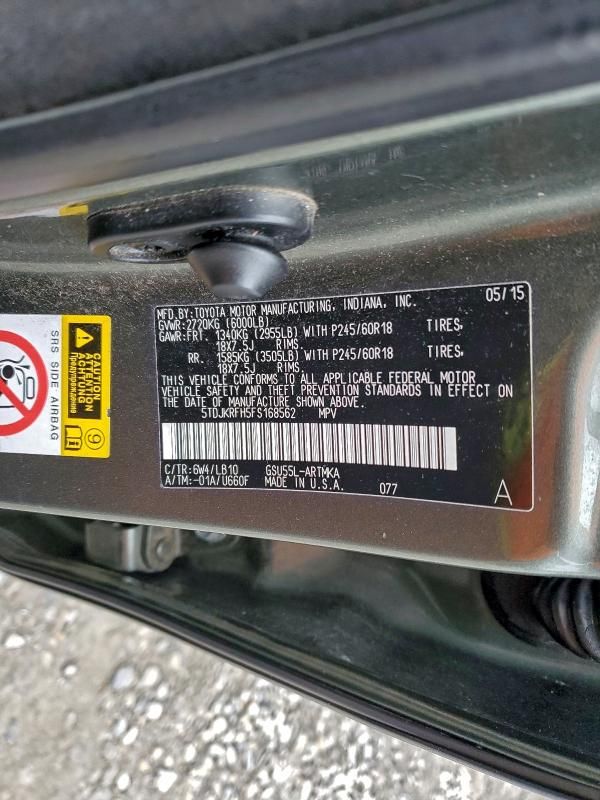 MFD.BY:TOYOTA MOTOR MANUFACTURING, INDIANA, INC. 05/15
GVWR:2720KG (6000LB)
GAWR:FRT. 1340KG (2955LB) WITH P245/60R18 TIRES,
18X7.5J RIMS
RR. 1585KG (3505LB) WITH P245/60R18 TIRES,
18X7.5J RIMS
THIS VEHICLE CONFORMS TO ALL APPLICABLE FEDERAL MOTOR
VEHICLE SAFETY AND THEFT PREVENTION STANDARDS IN EFFECT ON
THE DATE OF MANUFACTURE SHOWN ABOVE.
5TDJKRFH5FS168562 MPV
C/TR:6W4/LB10 GSU55L-ARTMKA
A/TM:-01A/U660F MADE IN U.S.A. 077 A
SRS SIDE AIRBAG
CAUTION
ATTENTION
ACHTUNG
предупреждение
i
9